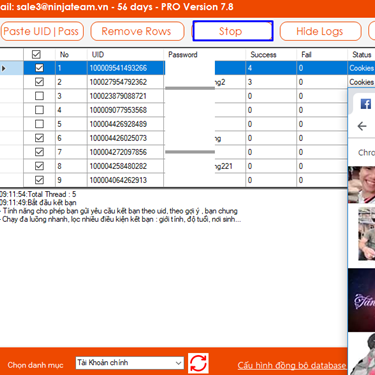 ail: sale3@ninjateam.vn - 56 days - PRO Version 7.8
Paste UID|Pass Remove Rows Stop Hide Logs
No UID Password Success Fail Status
1 100009541493266 4 0 Cookies
2 100027954392362 ng2 3 0 Cookies
3 100023879088721 0 0
4 100009077953568 0 0
5 100004426928489 0 0
6 100004426025073 ng 0 0
7 100004272097856 0 0
8 100004258480282 ng221 0 0
9 100004064262913 0 0
09:11:54:Total Thread : 5
09:11:49:Bắt đầu kết bạn
- Tính năng cho phép bạn gửi yêu cầu kết bạn theo uid, theo gợi ý , bạn chung
- Chạy đa luồng nhanh, lọc nhiều điều kiện kết bạn : giới tính, độ tuổi, nơi sinh...
Chro
Chọn danh mục Tài Khoản chính Cấu hình đồng bộ database